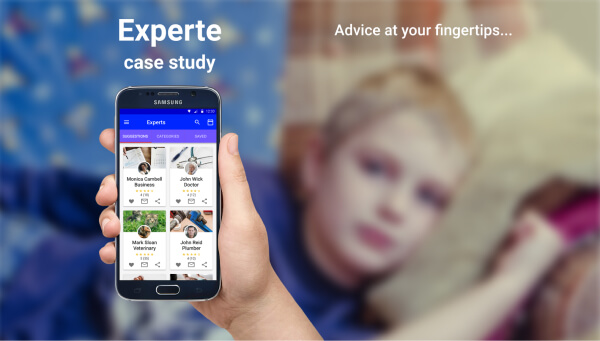 Experte
case study
Advice at your fingertips...
SAMSUNG
Experts
SUGGESTIONS
CATEGORIES
SAVED
Monica Cambell
Business
John Wick
Doctor
Mark Sloan
Veterinary
John Reid
Plumber